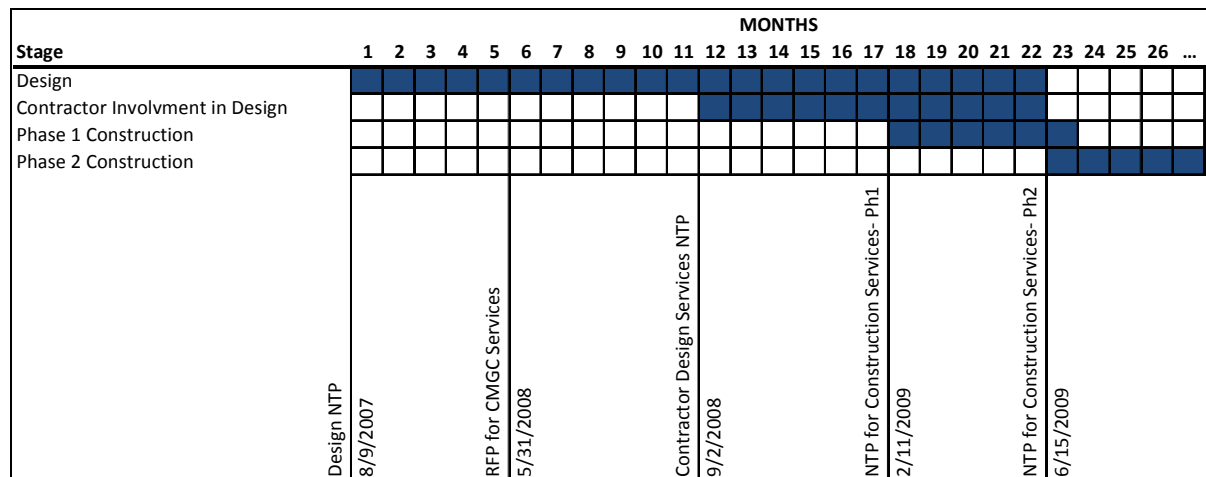 MONTHS
Stage 1 2 3 4 5 6 7 8 9 10 11 12 13 14 15 16 17 18 19 20 21 22 23 24 25 26 ...
Design
Contractor Involvment in Design
Phase 1 Construction
Phase 2 Construction
Design NTP
8/9/2007
RFP for CMGC Services
5/31/2008
Contractor Design Services NTP
9/2/2008
NTP for Construction Services- Ph1
2/11/2009
NTP for Construction Services- Ph2
6/15/2009